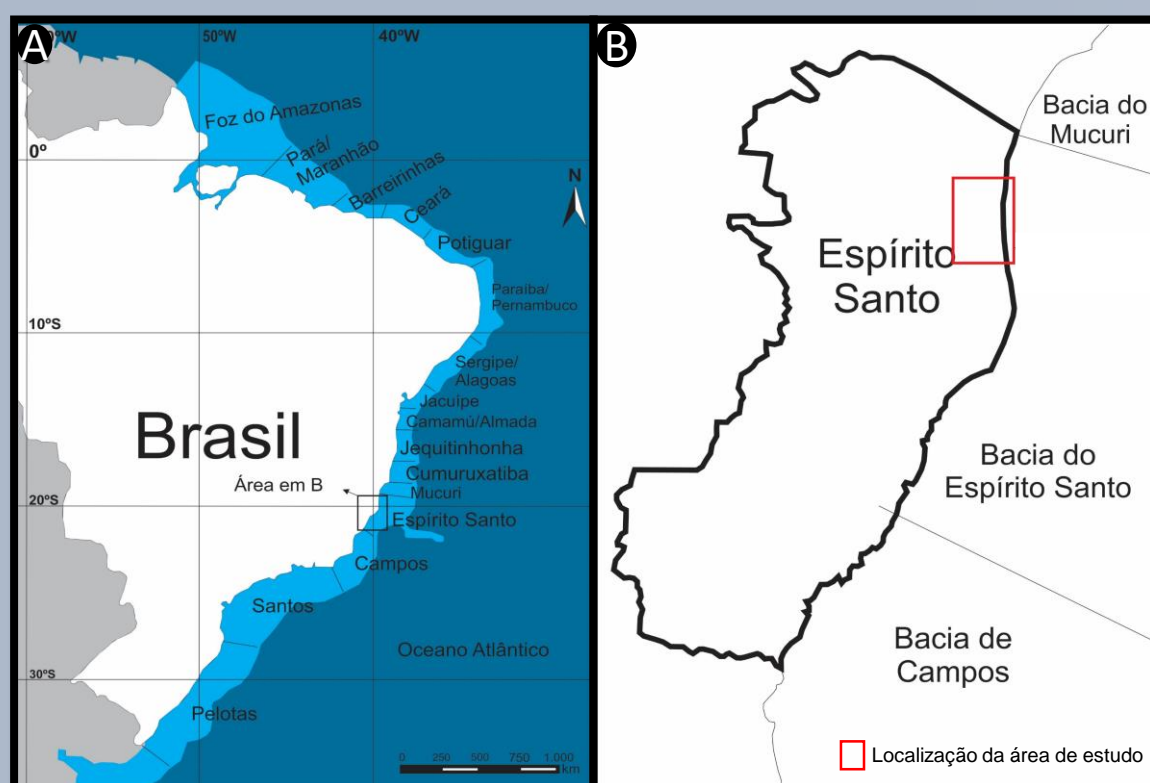 A
50ºW
40ºW
Foz do Amazonas
0º
Pará/
Maranhão
Barreirinhas
Ceará
N
Potiguar
Paraíba/
Pernambuco
10ºS
Sergipe/
Alagoas
Jacuípe
Camamú/Almada
Brasil
Jequitinhonha
Cumuruxatiba
Área em B
Mucuri
20ºS
Espírito Santo
Campos
Santos
Oceano Atlântico
30ºS
Pelotas
0 250 500 750 1.000
km
B
Bacia do
Mucuri
Espírito
Santo
Bacia do
Espírito Santo
Bacia de
Campos
Localização da área de estudo